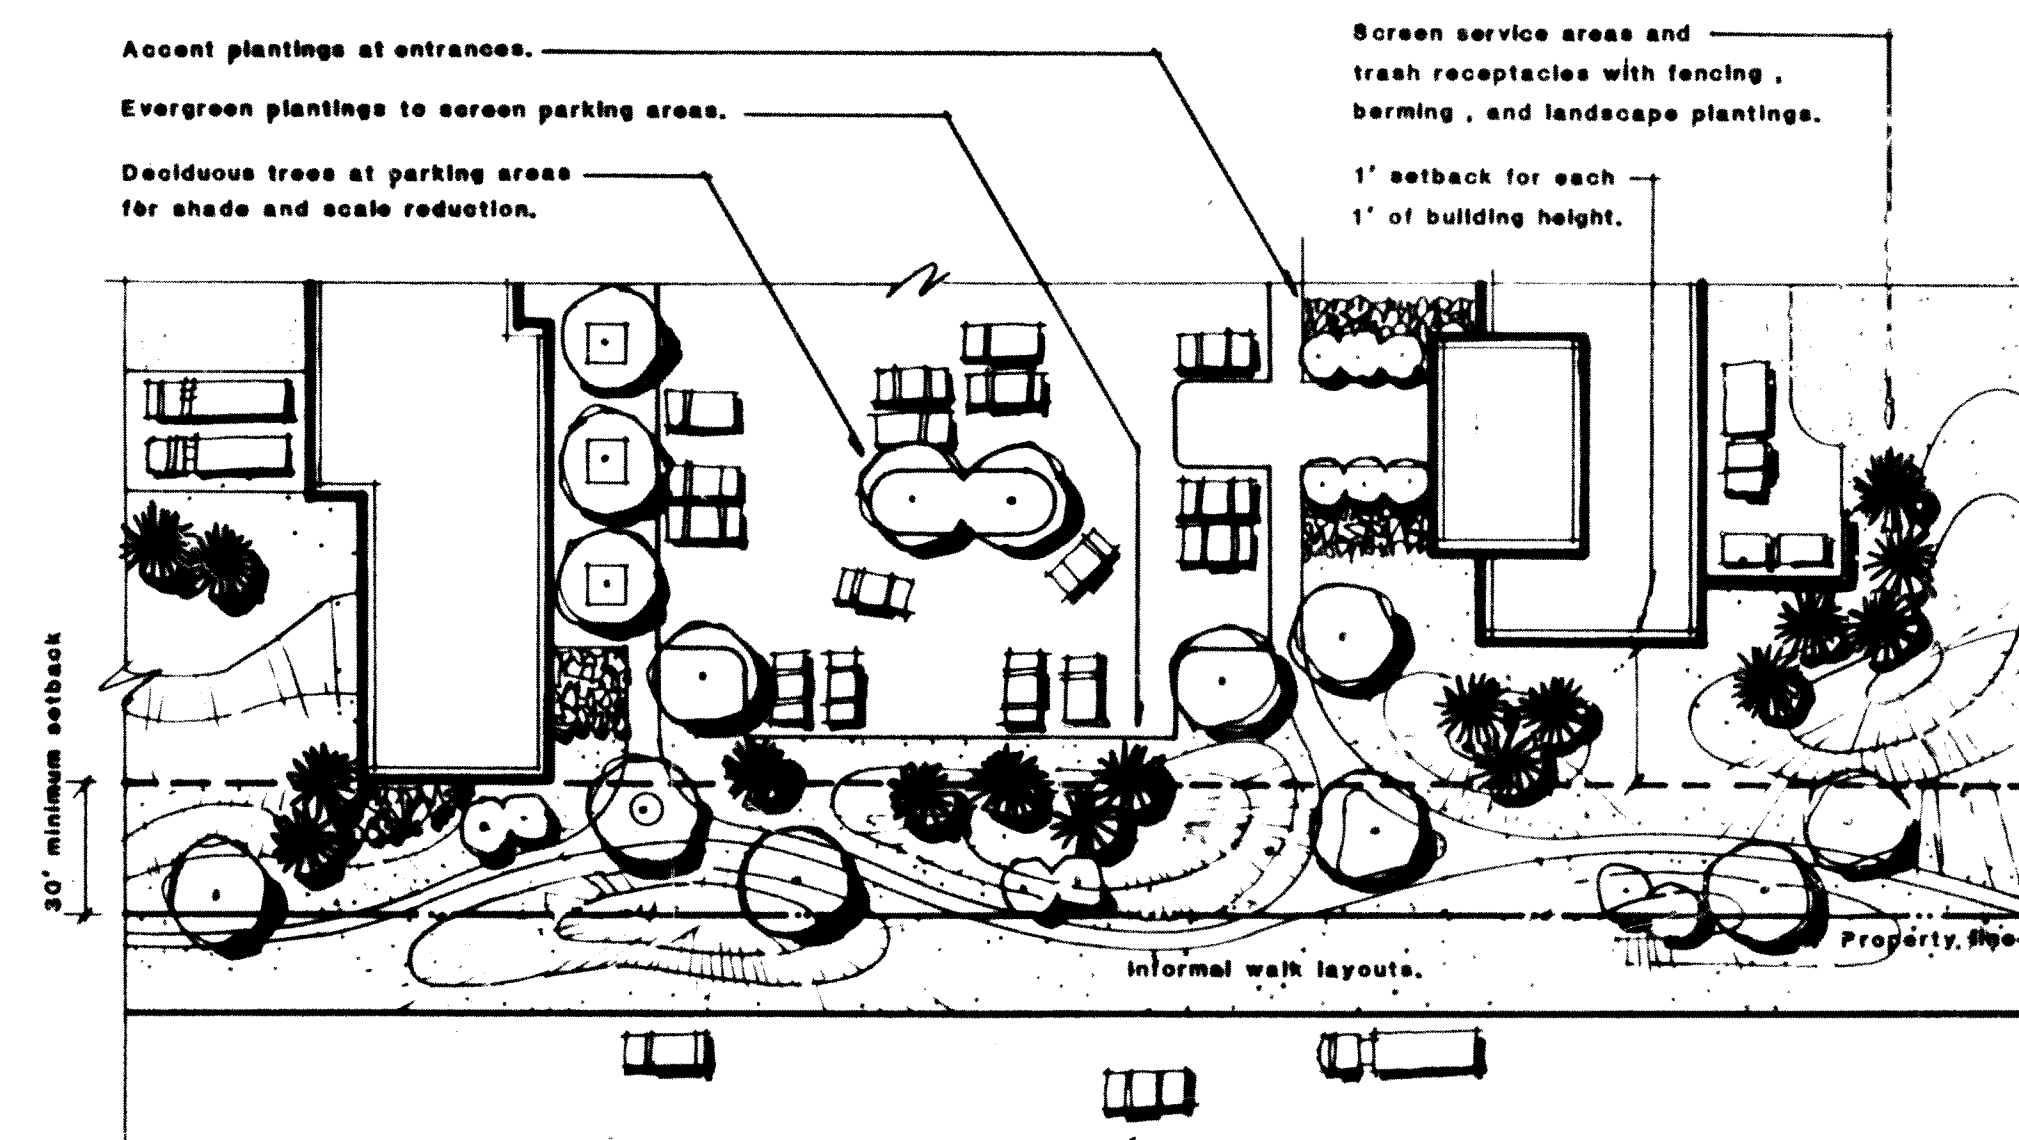 Accent plantings at entrances.
Evergreen plantings to screen parking areas.
Deciduous trees at parking areas
for shade and scale reduction.
Screen service areas and
trash receptacles with fencing ,
berming , and landscape plantings.
1' setback for each
1' of building height.
30' minimum setback
Property line
Informal walk layouts.